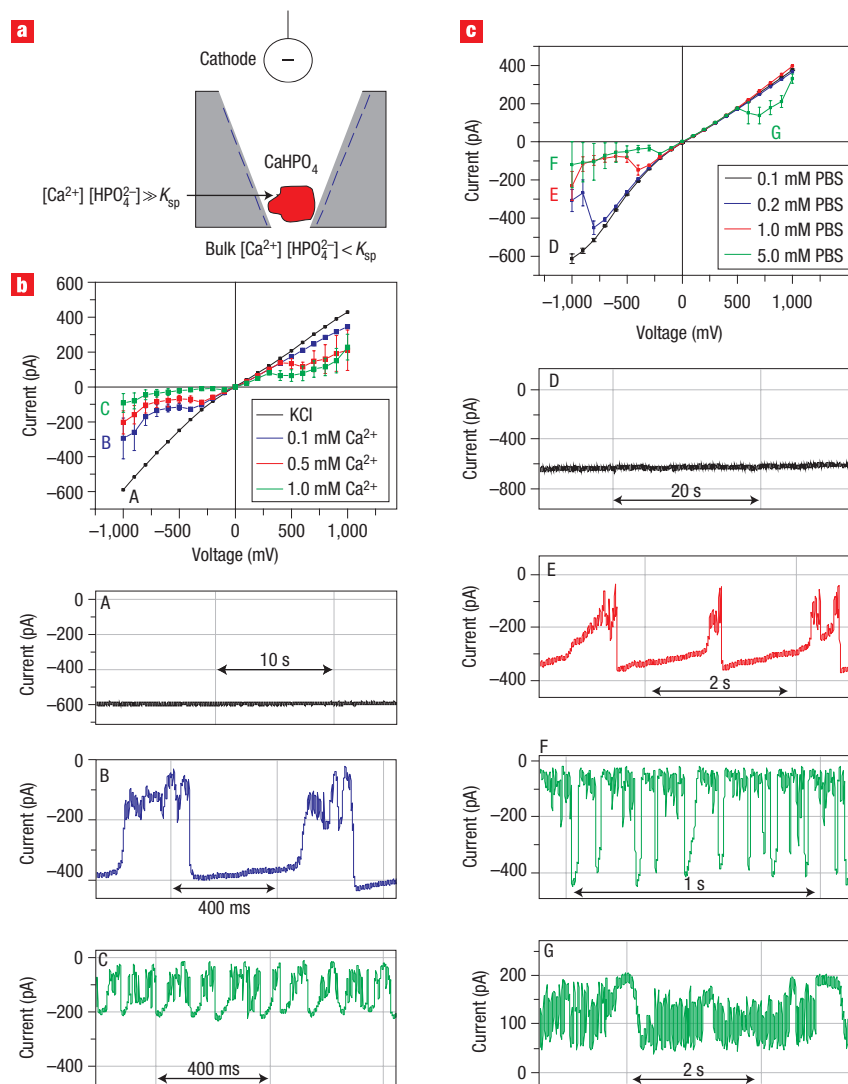 a
Cathode
−
CaHPO₄
[Ca²⁺] [HPO₄²⁻] ≫ Kₛₚ
Bulk [Ca²⁺] [HPO₄²⁻] < Kₛₚ
b
600
400
200
0
−200
−400
−600
Current (pA)
C
B
A
KCl
0.1 mM Ca²⁺
0.5 mM Ca²⁺
1.0 mM Ca²⁺
−1,000 −500 0 500 1,000
Voltage (mV)
A
0
−200
−400
−600
Current (pA)
10 s
B
0
−200
−400
Current (pA)
400 ms
C
0
−200
−400
Current (pA)
400 ms
c
400
200
0
−200
−400
−600
Current (pA)
F
E
D
G
0.1 mM PBS
0.2 mM PBS
1.0 mM PBS
5.0 mM PBS
−1,000 −500 0 500 1,000
Voltage (mV)
D
0
−400
−600
−800
Current (pA)
20 s
E
0
−200
−400
Current (pA)
2 s
F
0
−200
−400
Current (pA)
1 s
G
200
100
0
Current (pA)
2 s